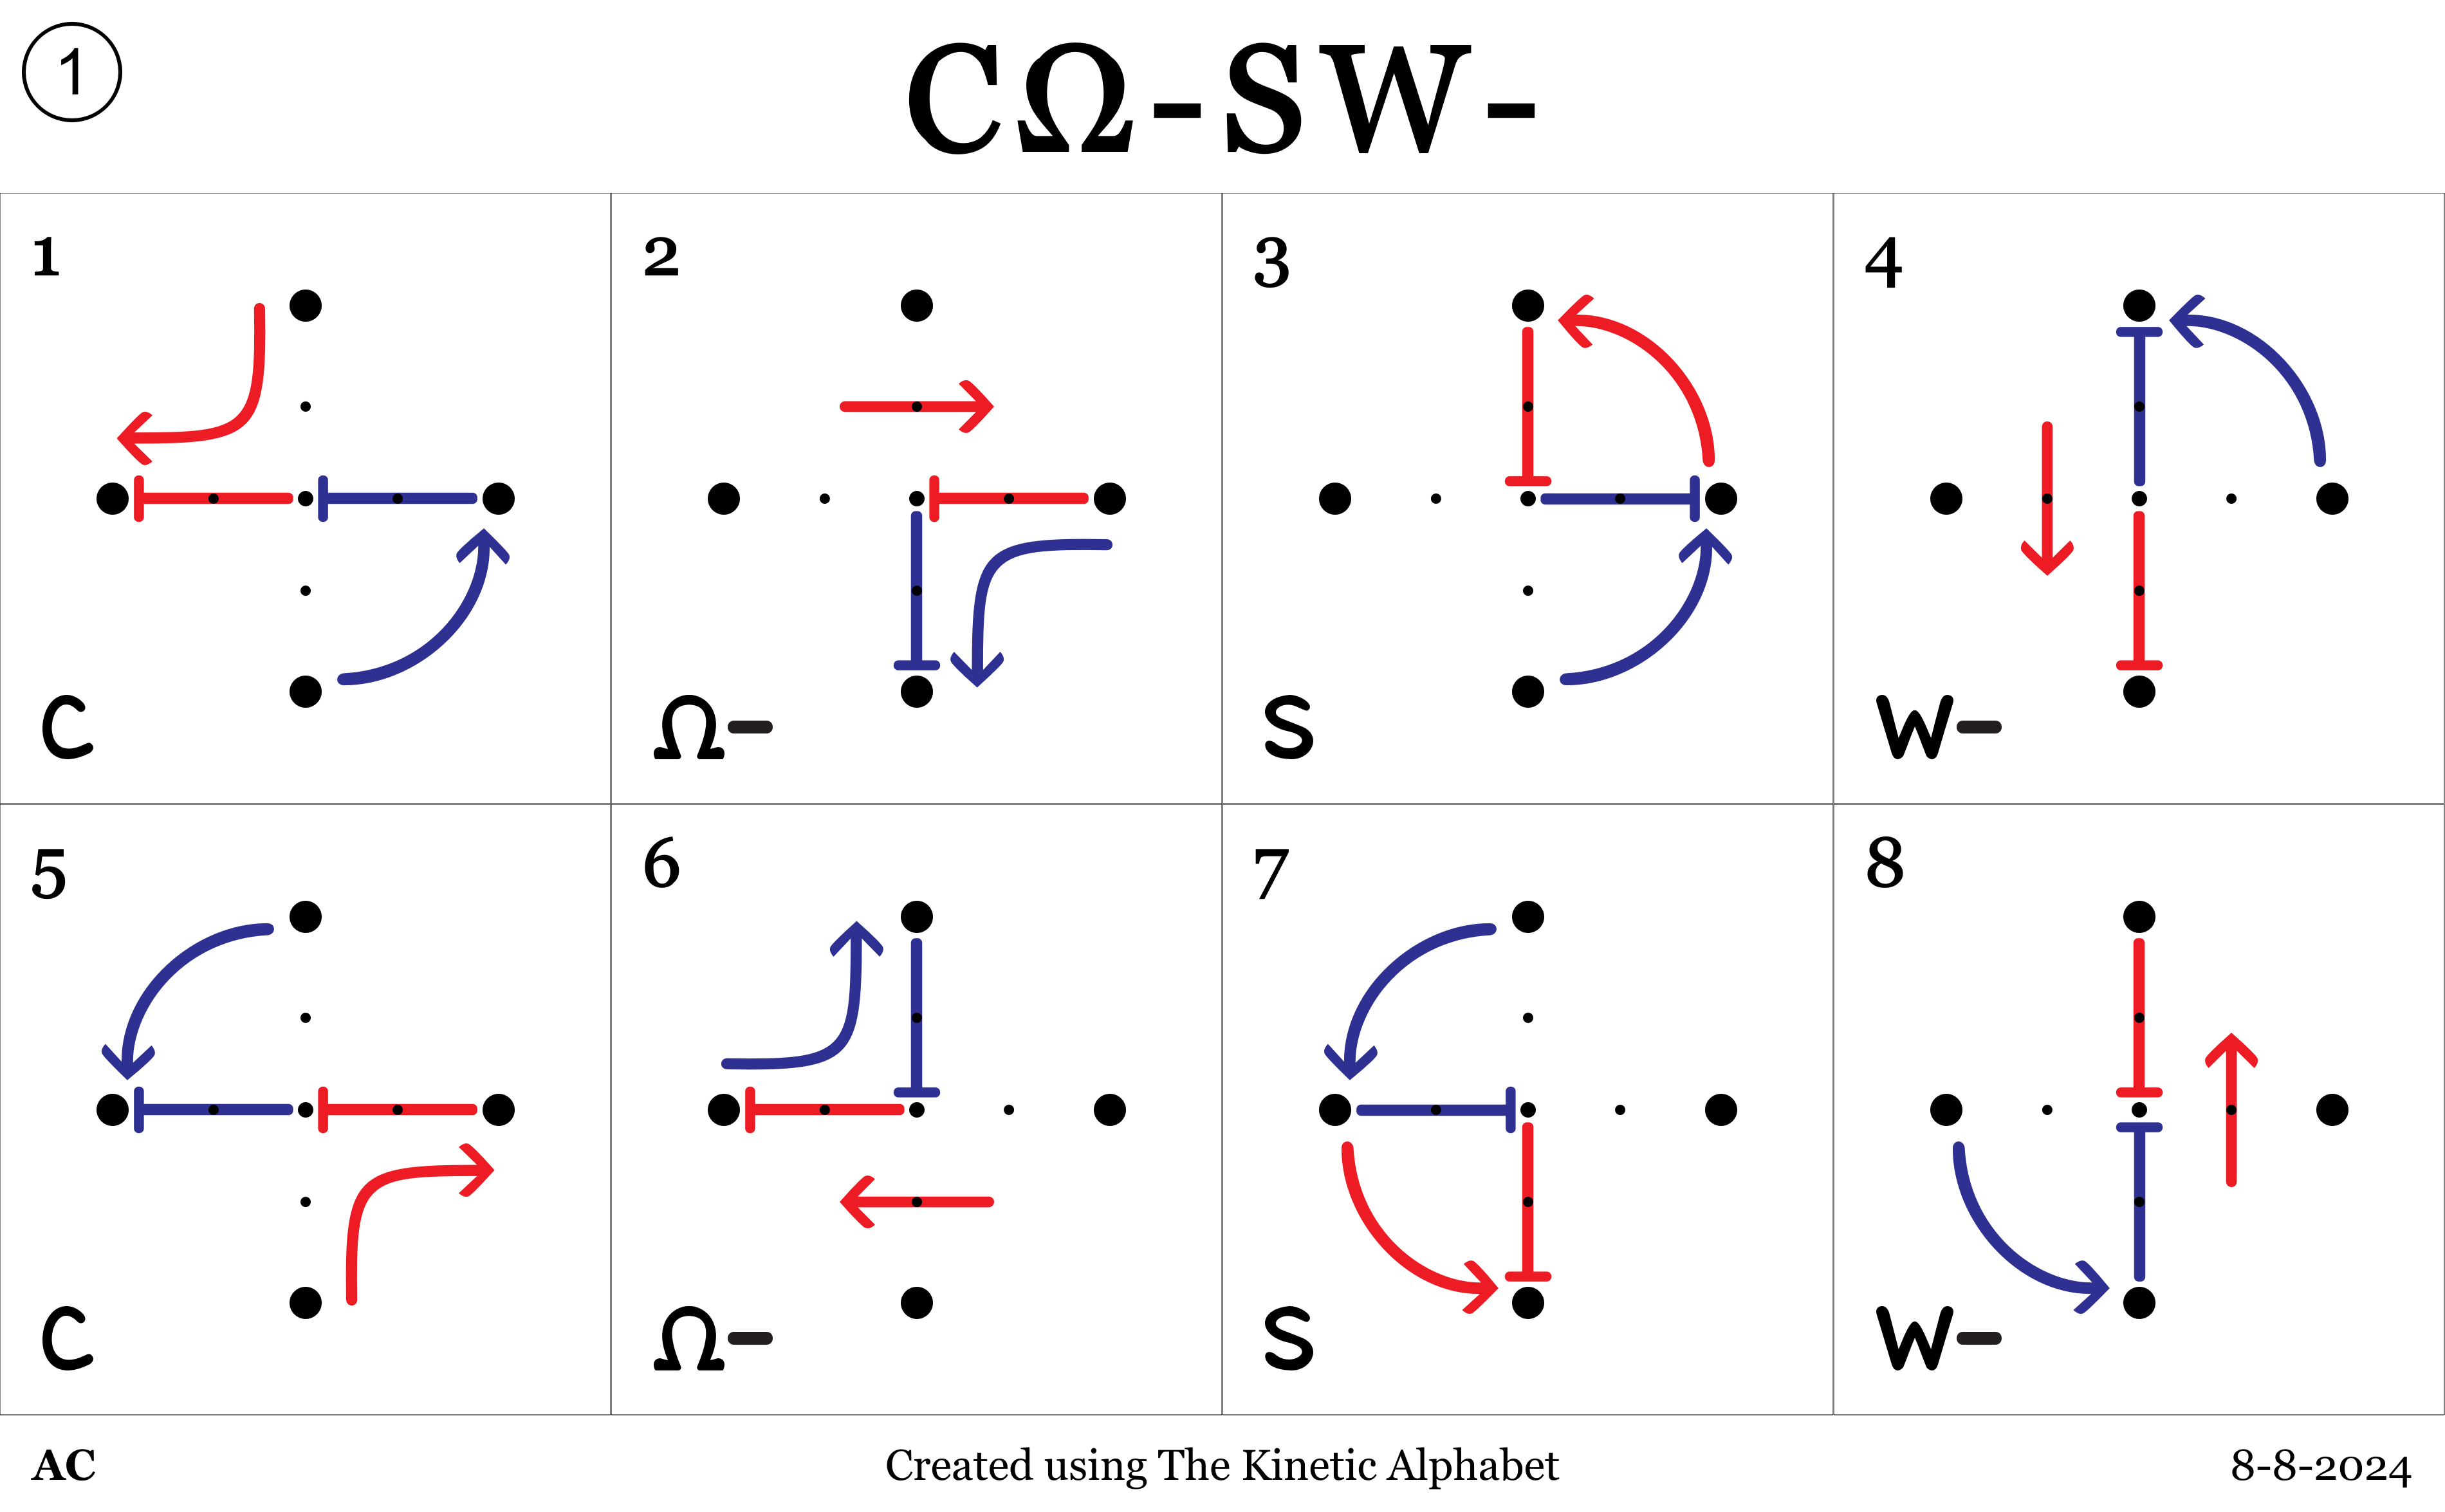 1
CΩ-SW-
1
2
3
4
C
Ω-
S
W-
5
6
7
8
C
Ω-
S
W-
AC
Created using The Kinetic Alphabet
8-8-2024